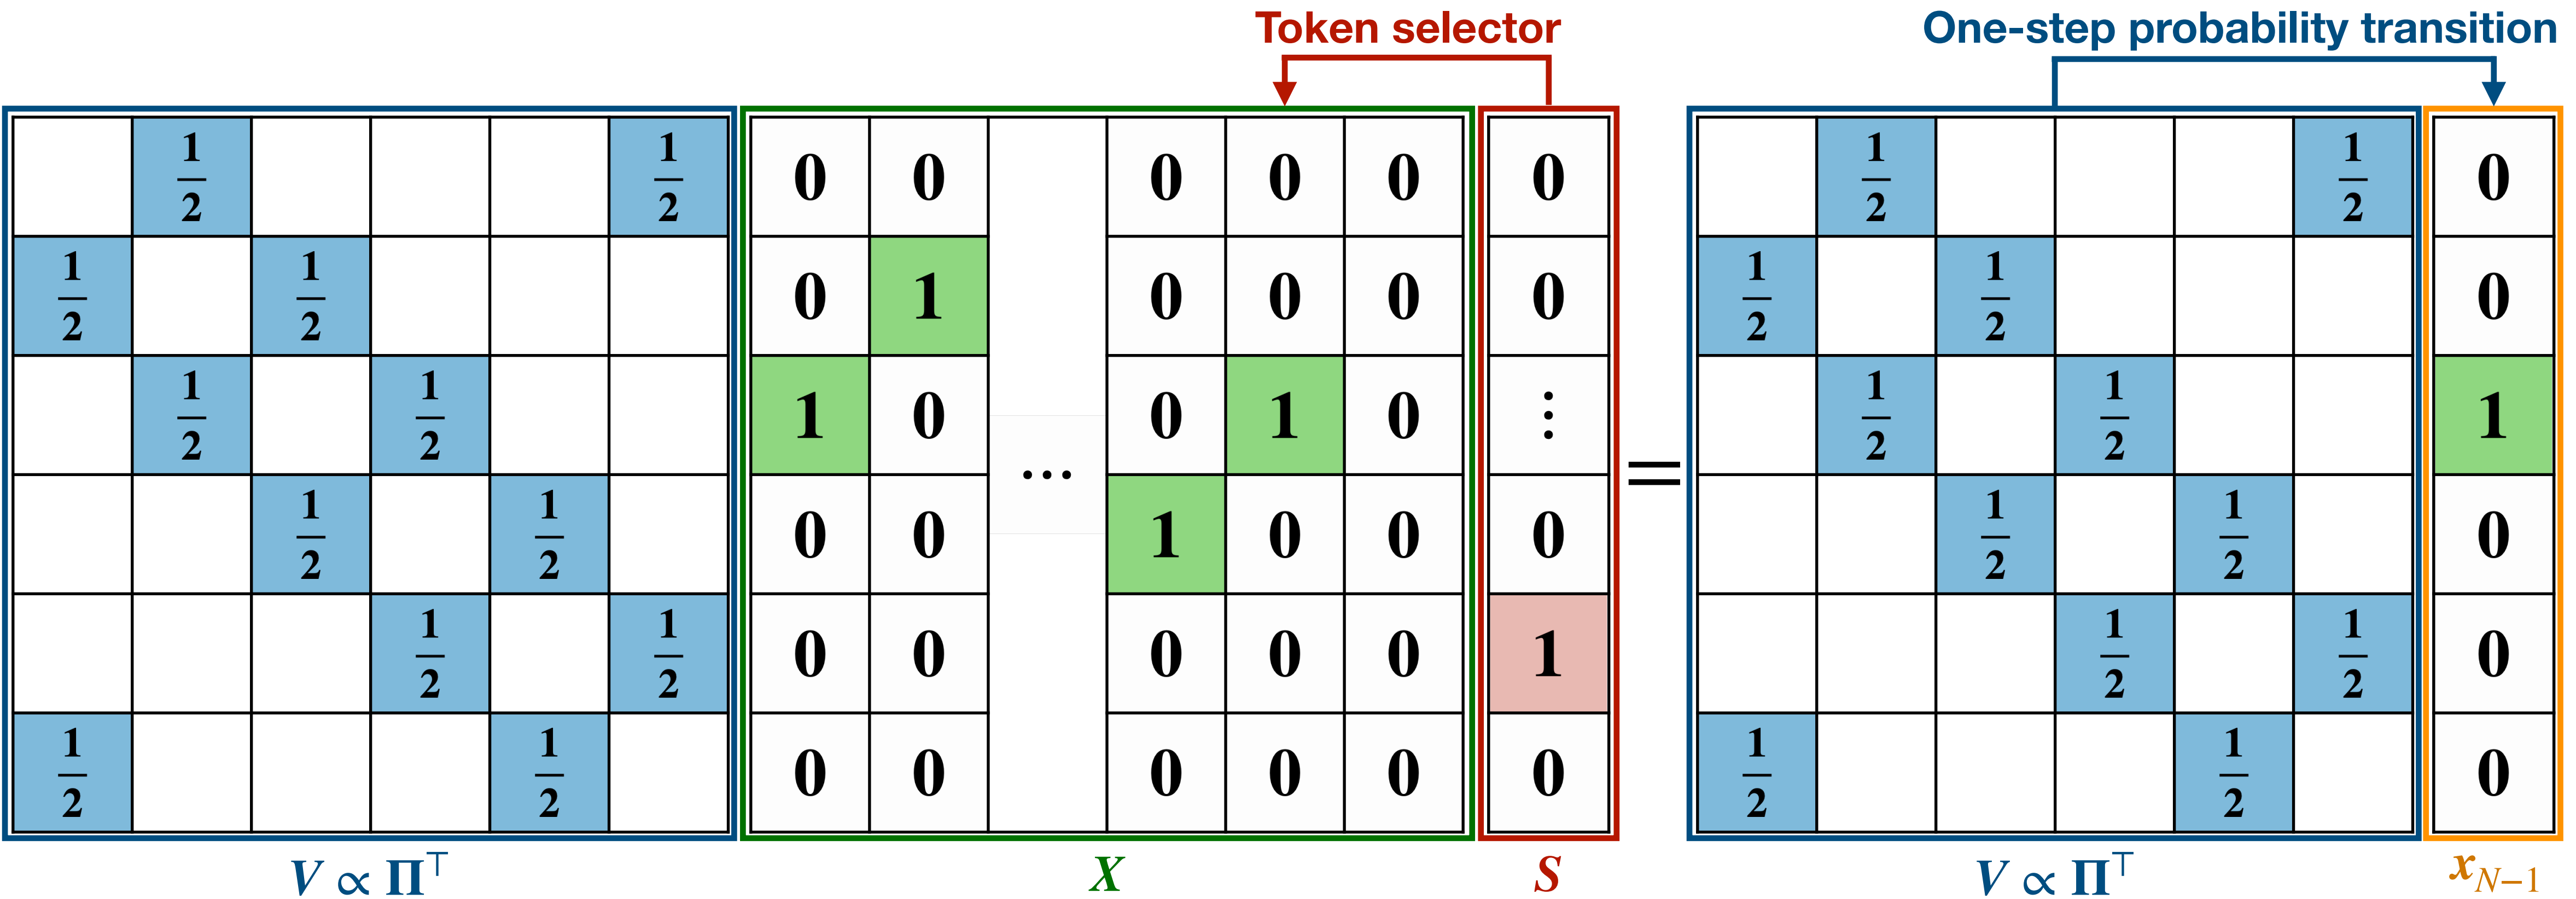 Token selector One-step probability transition
1/2 1/2 0 0 0 0 0 0 1/2 1/2 0
1/2 1/2 0 1 0 0 0 0 1/2 1/2 0
1/2 1/2 1 0 0 1 0 ⋮ 1/2 1/2 1
1/2 1/2 0 0 ... 1 0 0 0 = 1/2 1/2 0
1/2 1/2 0 0 0 0 0 1 1/2 1/2 0
1/2 1/2 0 0 0 0 0 0 1/2 1/2 0
V ∝ Π⊤ X S V ∝ Π⊤ x_{N−1}